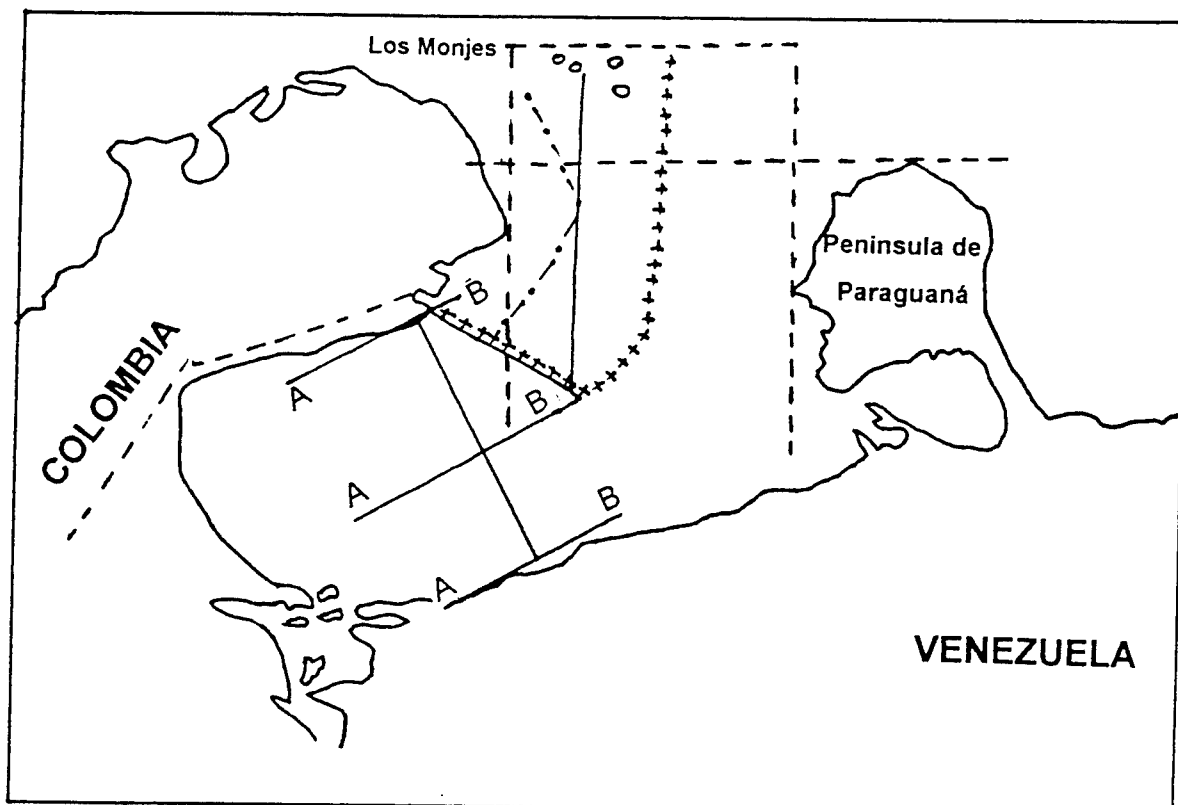 Los Monjes
Peninsula de
Paraguaná
COLOMBIA
B
A
B
A
B
A
VENEZUELA